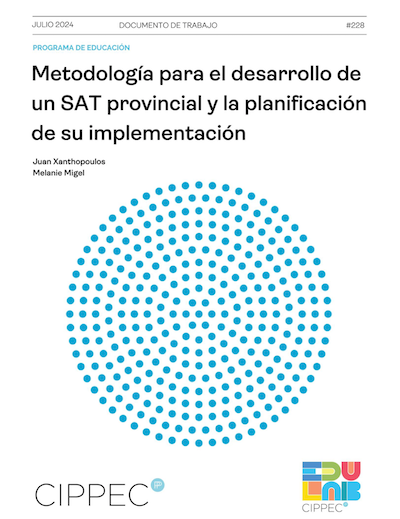 JULIO 2024 DOCUMENTO DE TRABAJO #228
PROGRAMA DE EDUCACIÓN
Metodología para el desarrollo de
un SAT provincial y la planificación
de su implementación
Juan Xanthopoulos
Melanie Migel
EDU
LAB
CIPPEC
CIPPEC